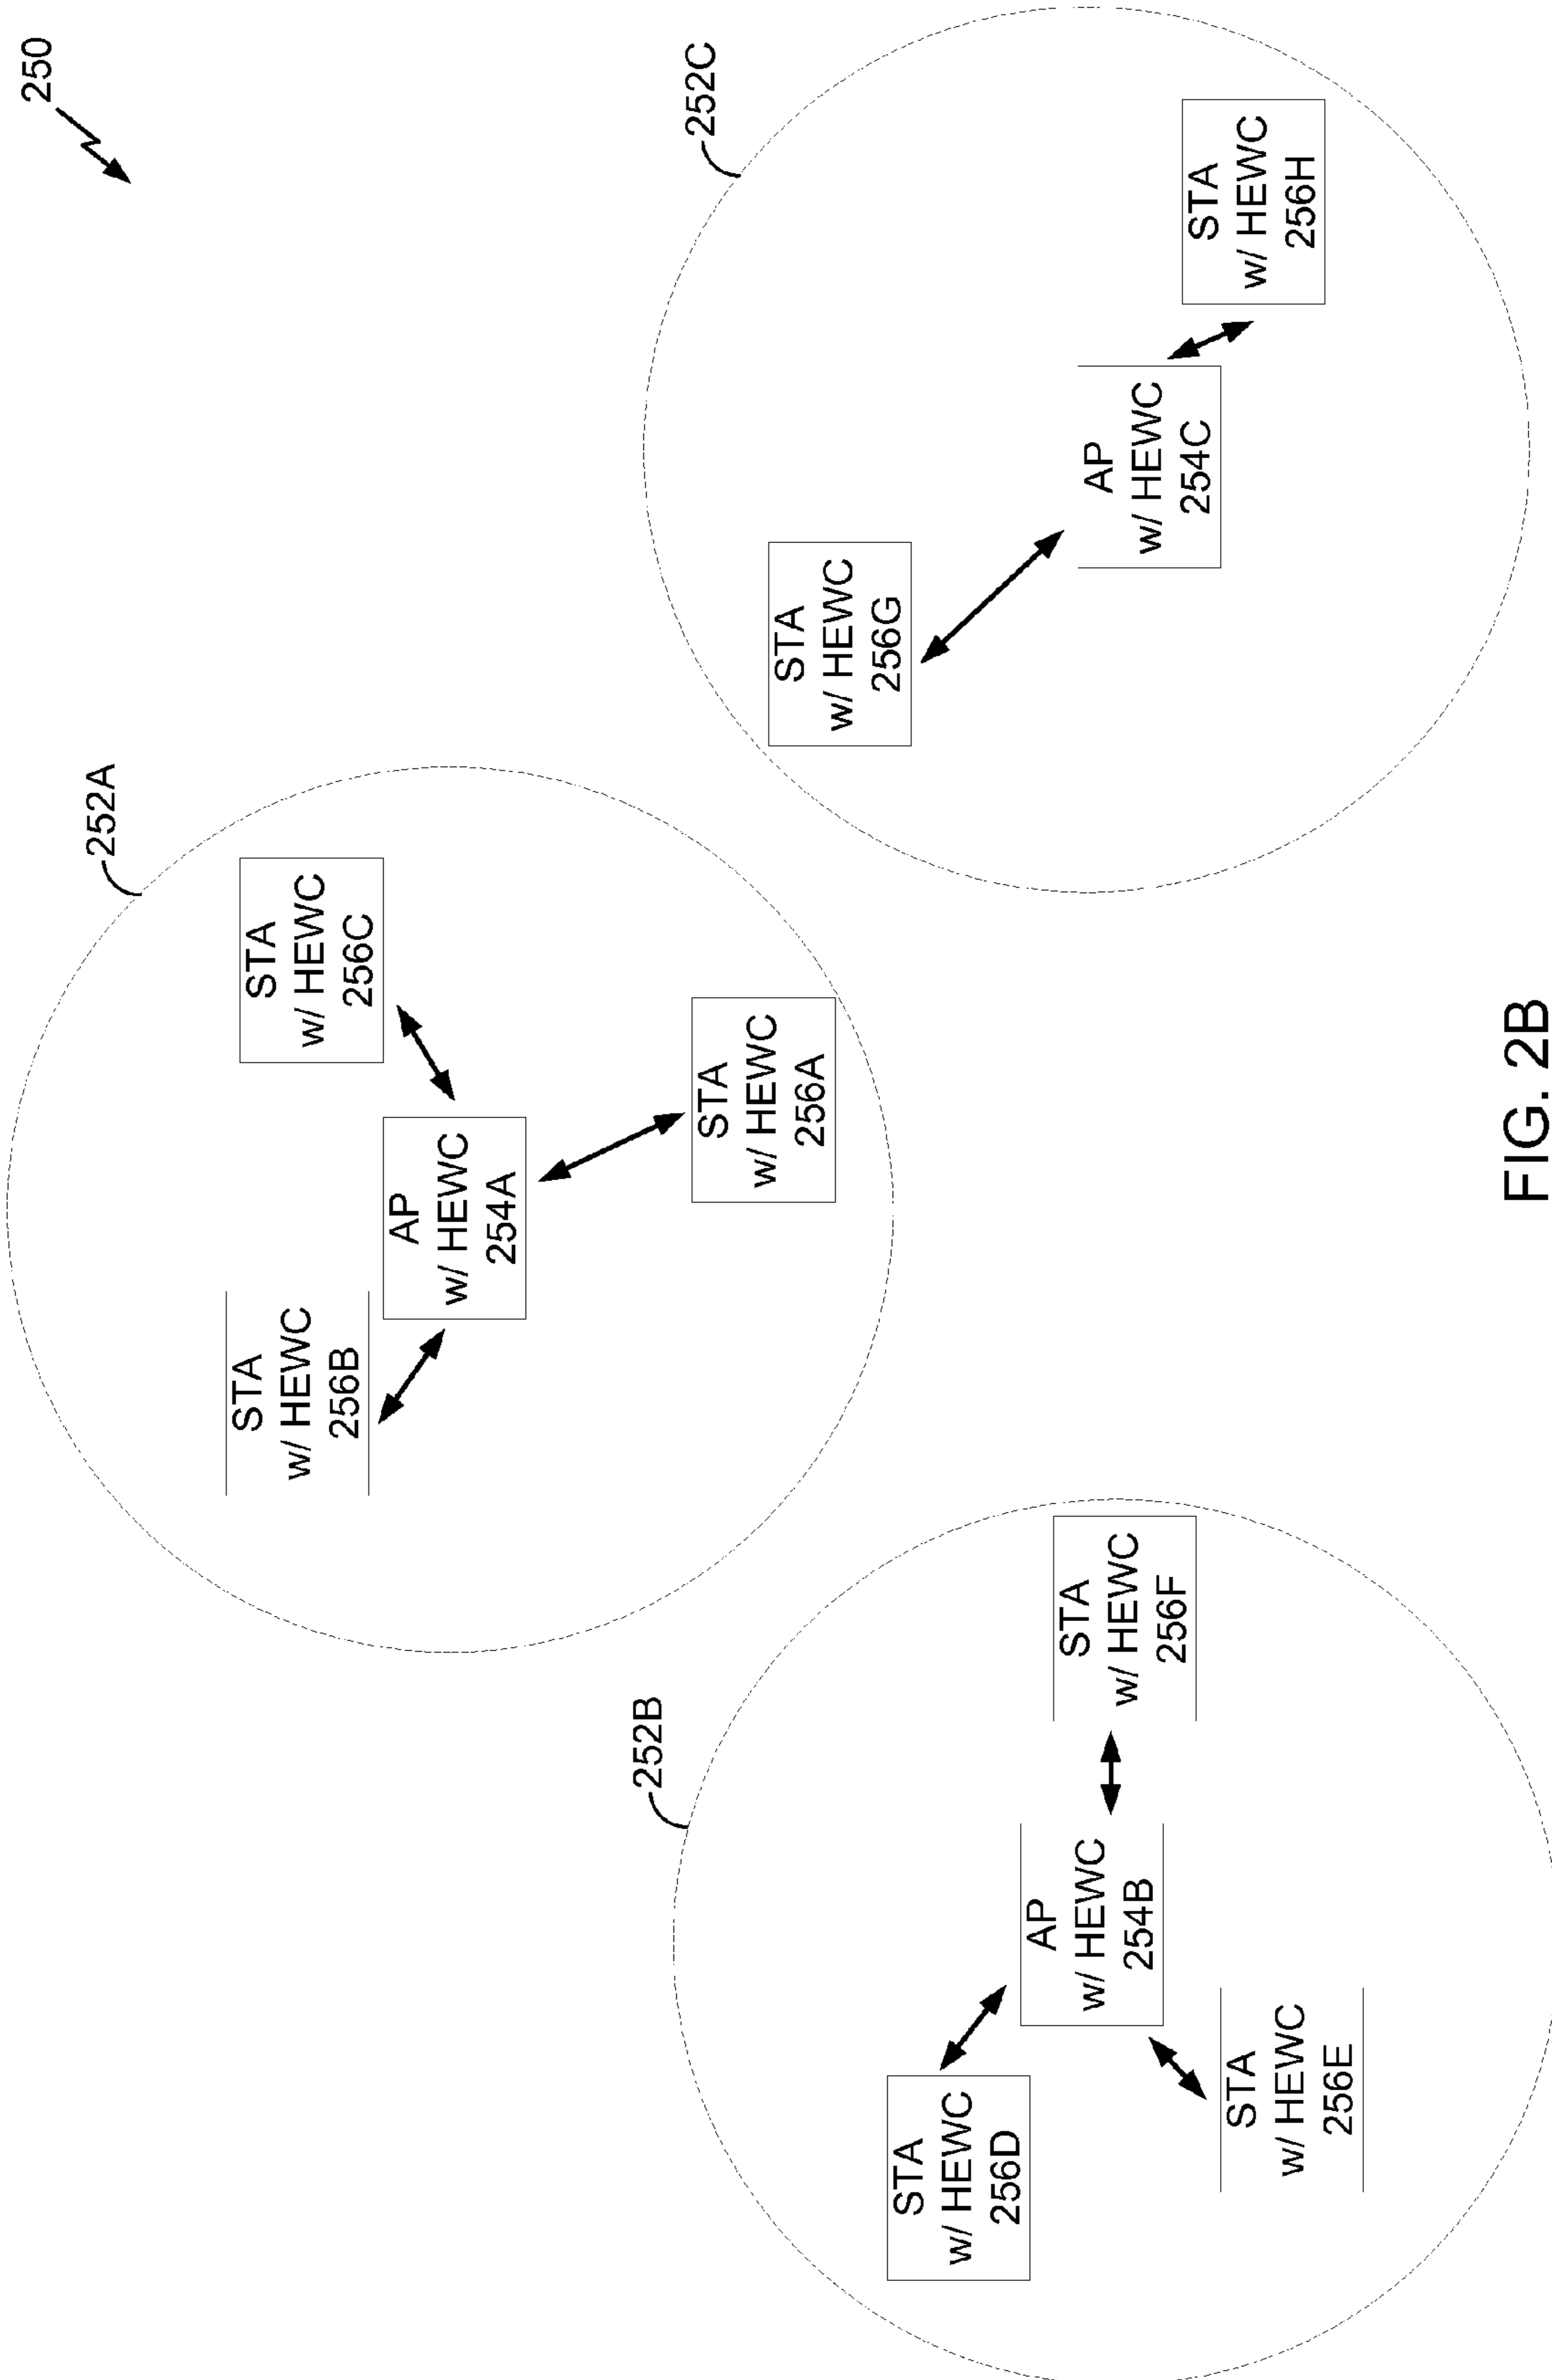 250
252A
STA
w/ HEWC
256B
STA
w/ HEWC
256C
AP
w/ HEWC
254A
STA
w/ HEWC
256A
252B
STA
w/ HEWC
256D
AP
w/ HEWC
254B
STA
w/ HEWC
256F
STA
w/ HEWC
256E
252C
STA
w/ HEWC
256G
AP
w/ HEWC
254C
STA
w/ HEWC
256H
FIG. 2B